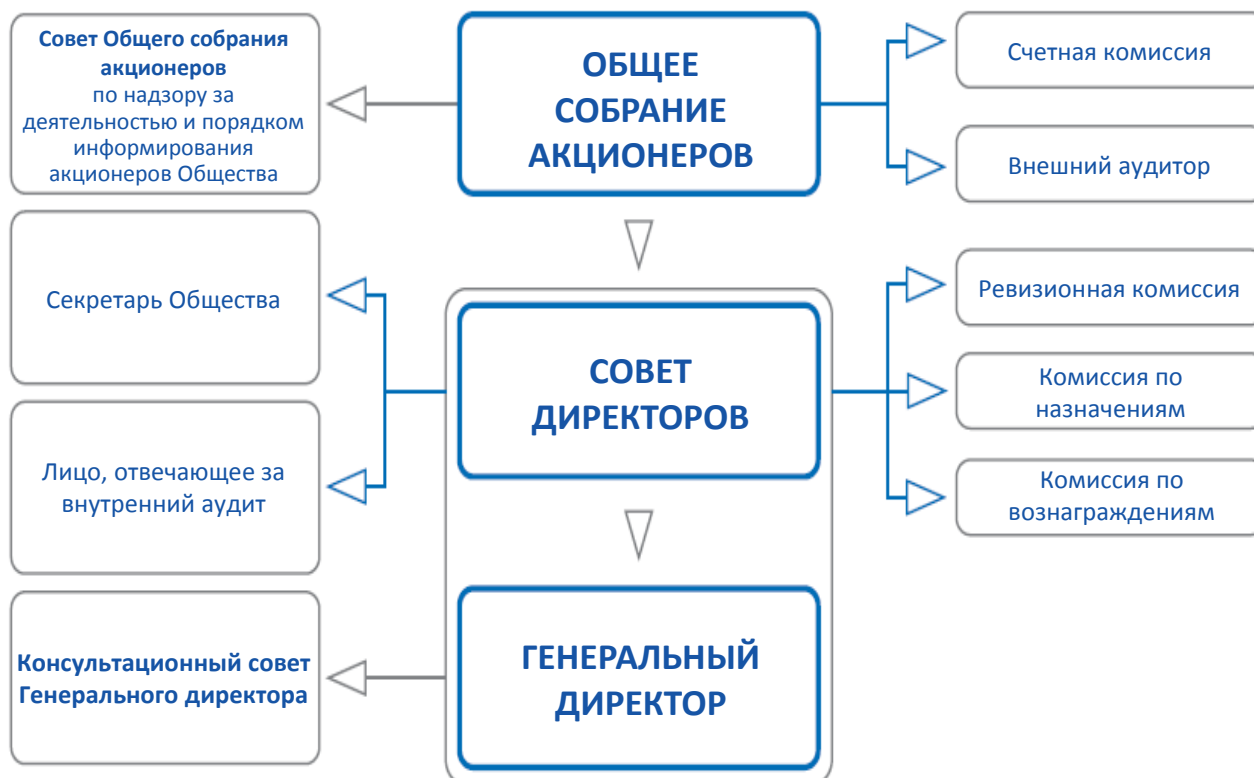 Совет Общего собрания
акционеров
по надзору за
деятельностью и порядком
информирования
акционеров Общества
ОБЩЕЕ
СОБРАНИЕ
АКЦИОНЕРОВ
Счетная комиссия
Внешний аудитор
Секретарь Общества
Лицо, отвечающее за
внутренний аудит
СОВЕТ
ДИРЕКТОРОВ
Ревизионная комиссия
Комиссия по
назначениям
Комиссия по
вознаграждениям
Консультационный совет
Генерального директора
ГЕНЕРАЛЬНЫЙ
ДИРЕКТОР